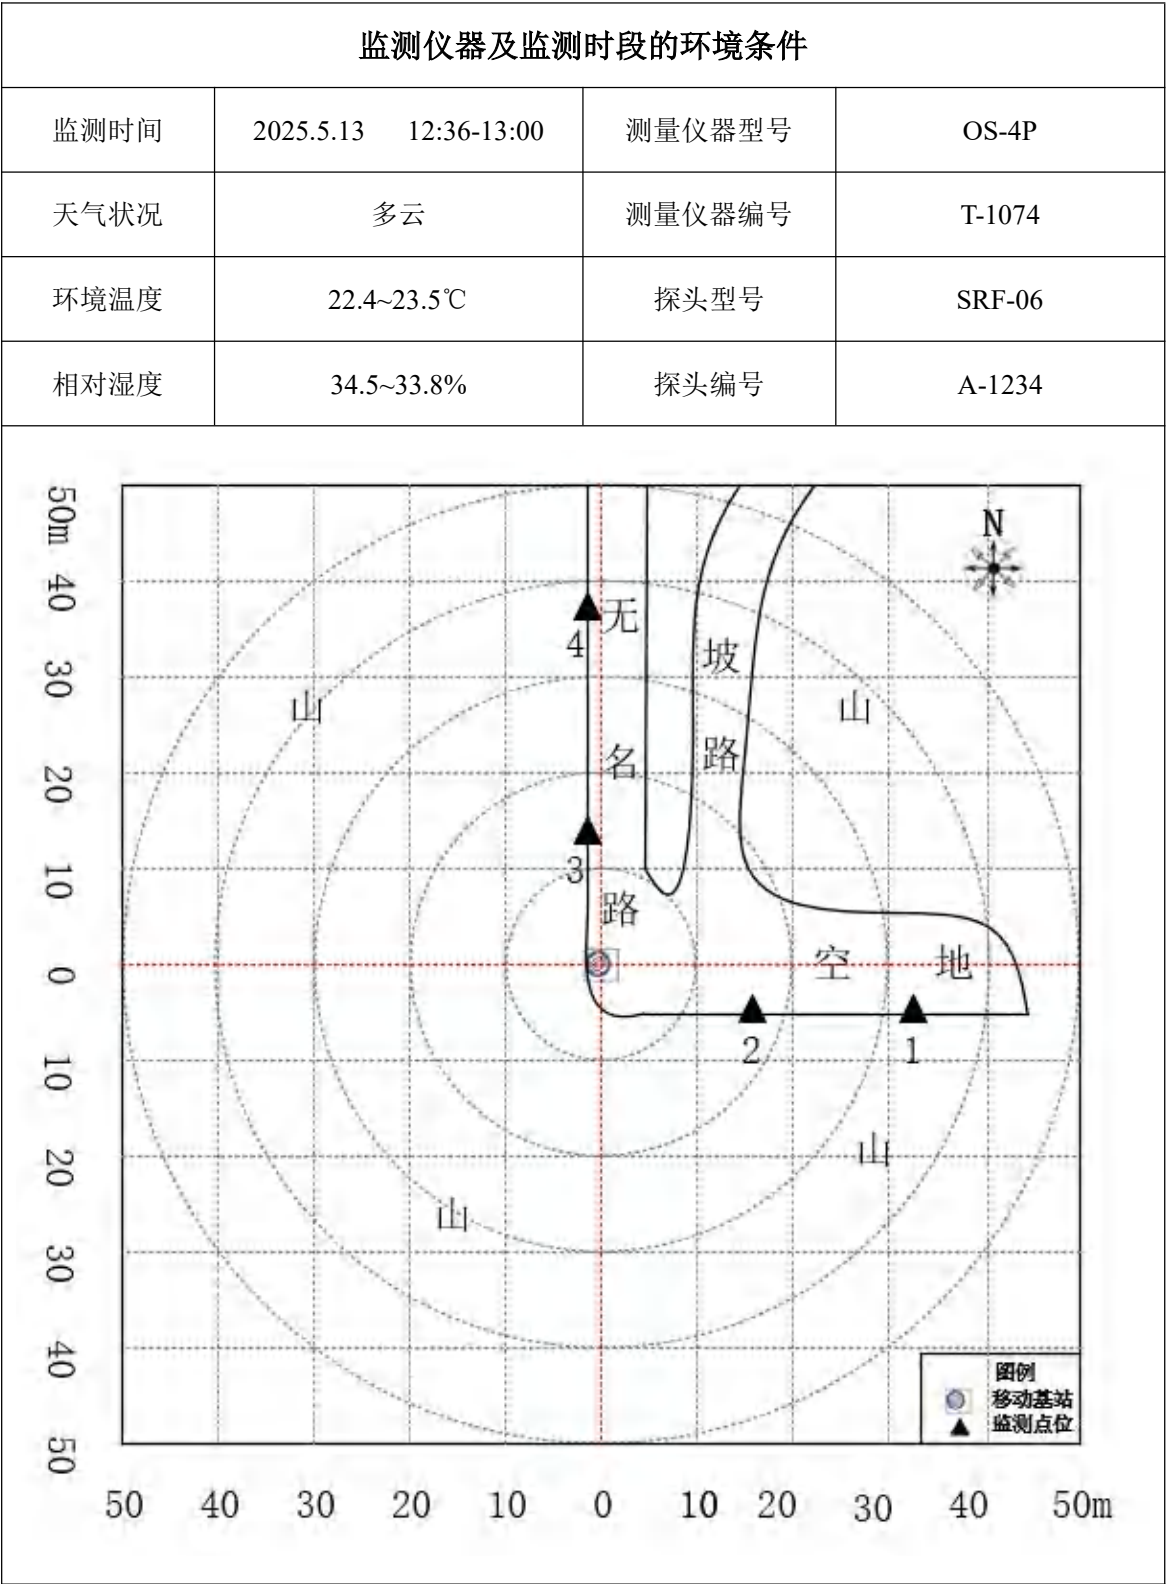 监测仪器及监测时段的环境条件
监测时间 2025.5.13 12:36-13:00 测量仪器型号 OS-4P
天气状况 多云 测量仪器编号 T-1074
环境温度 22.4~23.5℃ 探头型号 SRF-06
相对湿度 34.5~33.8% 探头编号 A-1234
50m
40
30
20
10
0
10
20
30
40
50
N
无
名
路
坡
路
山
山
空 地
山
山
4
3
2
1
图例
移动基站
监测点位
50 40 30 20 10 0 10 20 30 40 50m